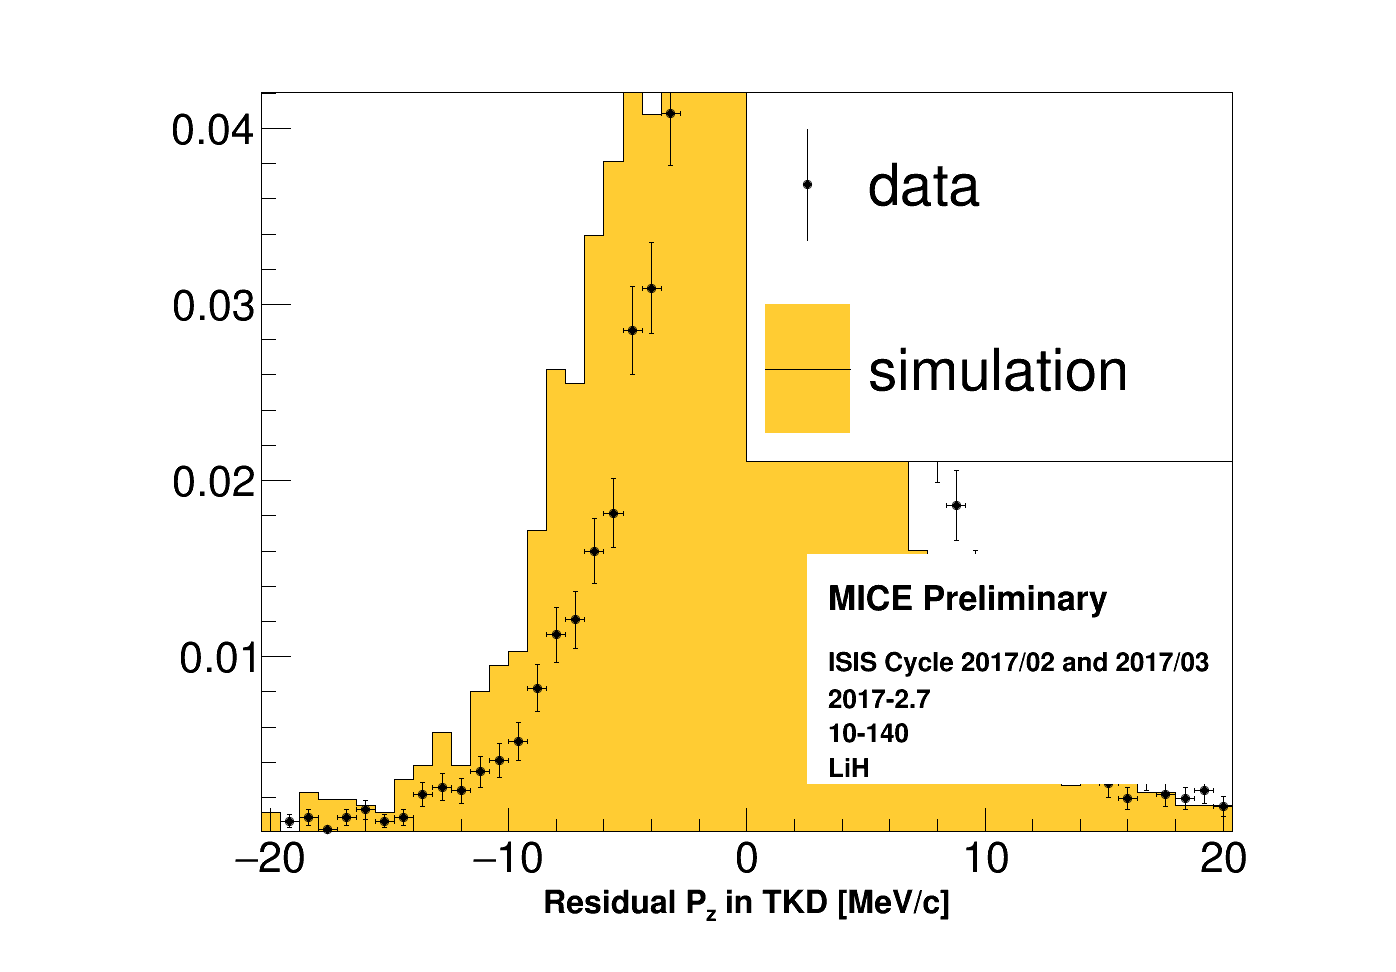 0.04
0.03
0.02
0.01
data
simulation
MICE Preliminary
ISIS Cycle 2017/02 and 2017/03
2017-2.7
10-140
LiH
−20 −10 0 10 20
Residual Pz in TKD [MeV/c]